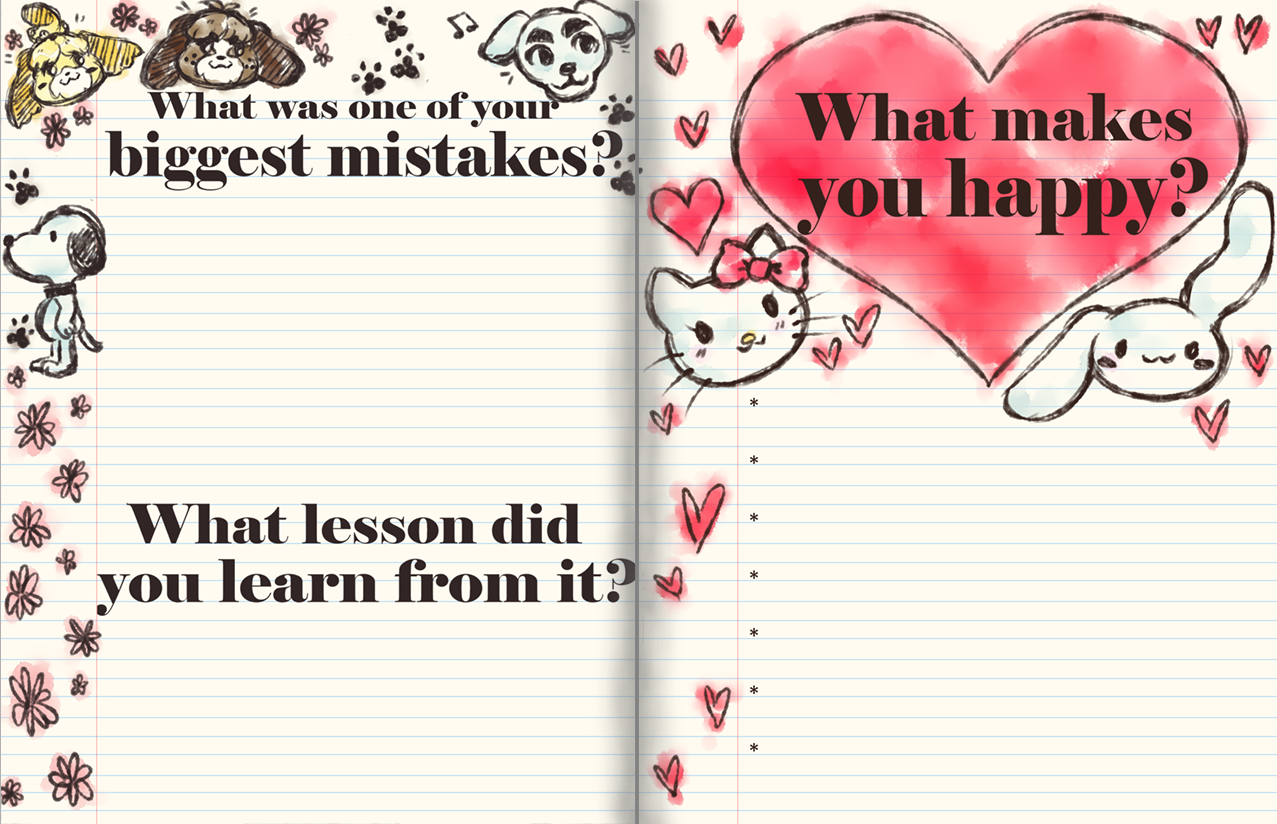 What was one of your
biggest mistakes?
What lesson did
you learn from it?
What makes
you happy?
*
*
*
*
*
*
*